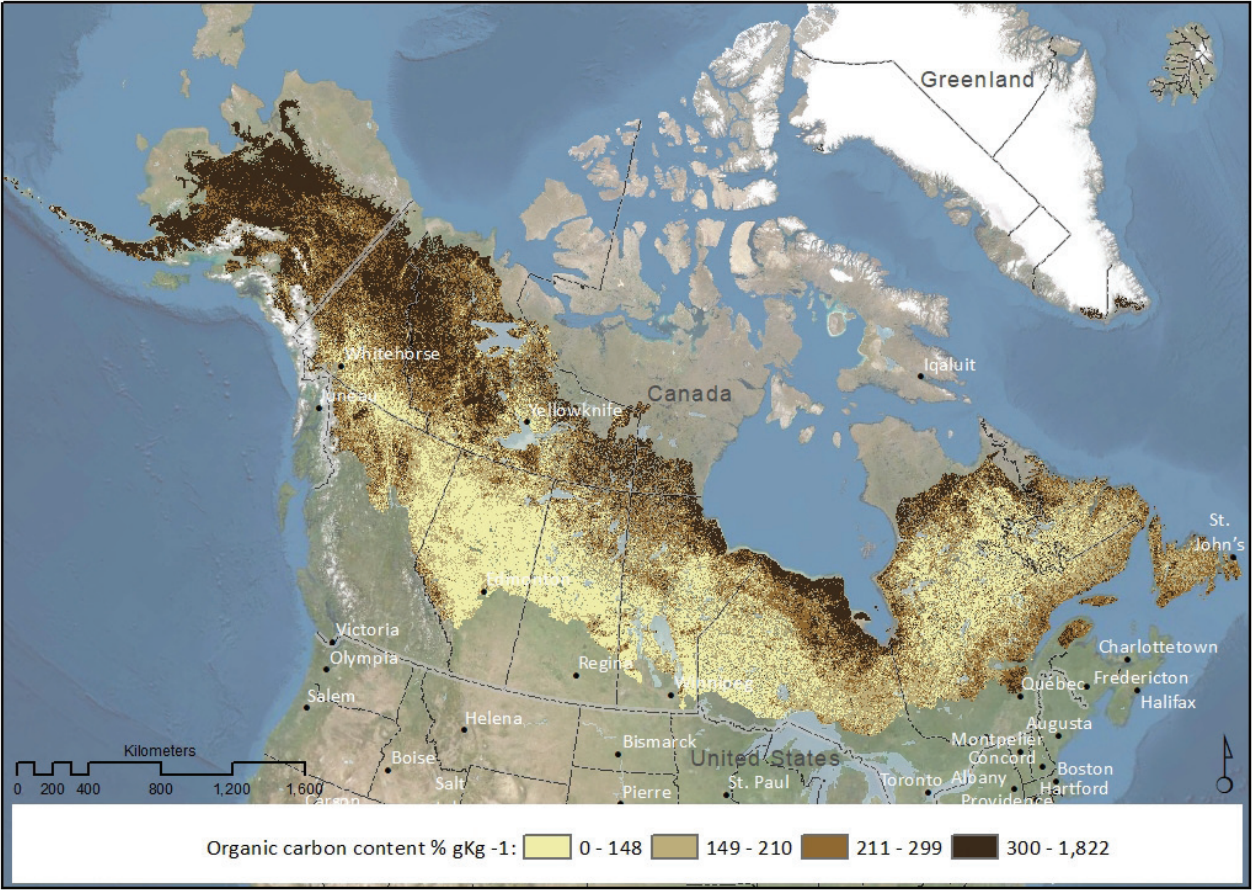 Greenland
Canada
Iqaluit
Whitehorse
Juneau
Yellowknife
St.
John's
Edmonton
Victoria
Olympia
Salem
Regina
Winnipeg
Charlottetown
Fredericton
Halifax
Québec
Helena
Bismarck
Boise
Salt
Pierre
United States
St. Paul
Toronto
Augusta
Montpelier
Concord
Albany
Boston
Hartford
Providence
Carson
Kilometers
0 200 400 800 1,200 1,600
Organic carbon content % gKg -1: 0 - 148 149 - 210 211 - 299 300 - 1,822